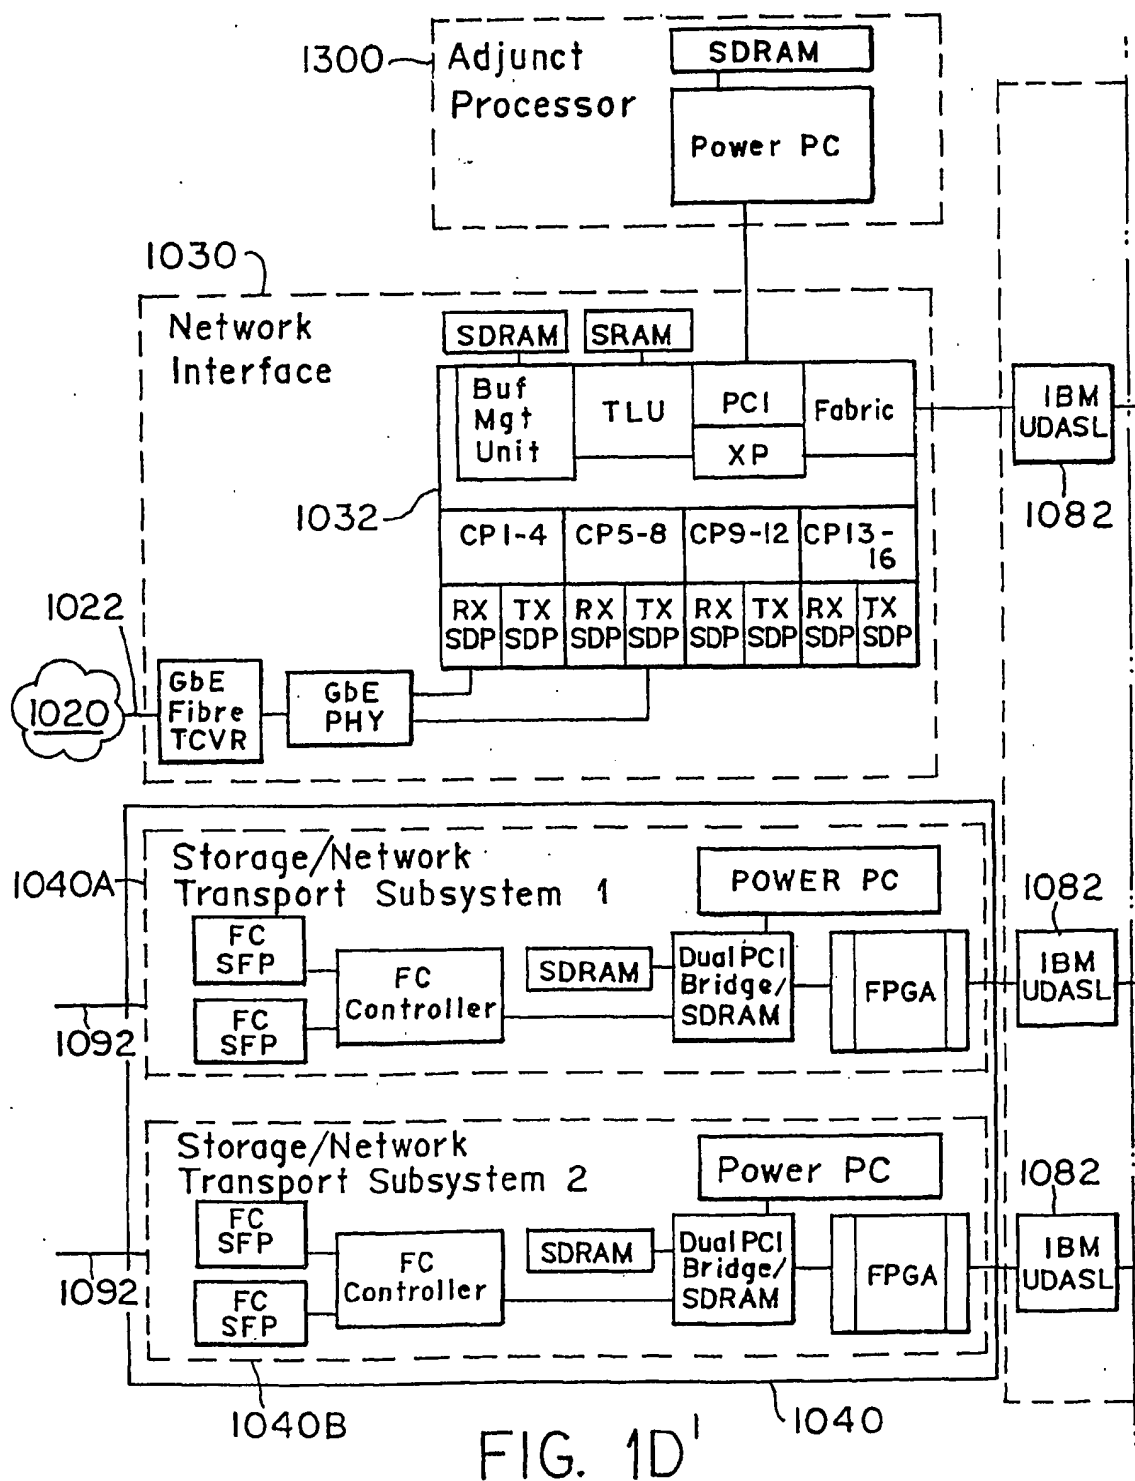 1300
Adjunct
Processor
SDRAM
Power PC
1030
Network
Interface
SDRAM
SRAM
Buf
Mgt
Unit
TLU
PCI
XP
Fabric
IBM
UDASL
1082
1032
CP1-4
CP5-8
CP9-12
CP13-
16
RX
SDP
TX
SDP
RX
SDP
TX
SDP
RX
SDP
TX
SDP
RX
SDP
TX
SDP
1022
1020
GbE
Fibre
TCVR
GbE
PHY
1040A
Storage/Network
Transport Subsystem 1
POWER PC
FC
SFP
FC
SFP
FC
Controller
SDRAM
Dual PCI
Bridge/
SDRAM
FPGA
1082
IBM
UDASL
1092
Storage/Network
Transport Subsystem 2
Power PC
FC
SFP
FC
SFP
FC
Controller
SDRAM
Dual PCI
Bridge/
SDRAM
FPGA
1082
IBM
UDASL
1092
1040B
1040
FIG. 1D'